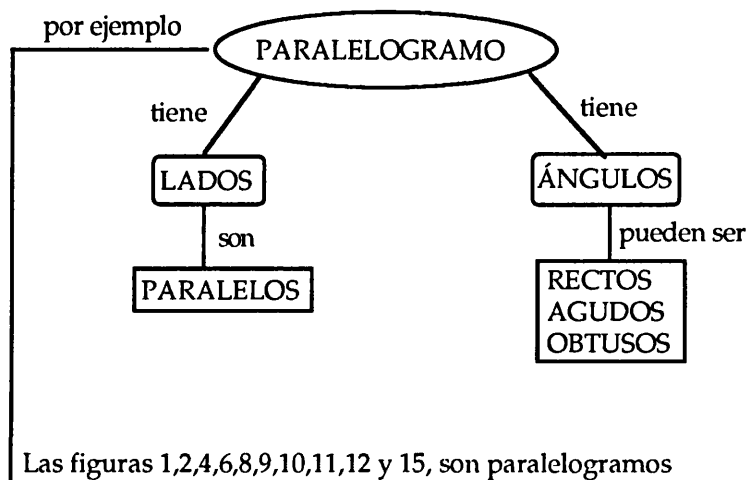 por ejemplo
PARALELOGRAMO
tiene
tiene
LADOS
ÁNGULOS
son
pueden ser
PARALELOS
RECTOS
AGUDOS
OBTUSOS
Las figuras 1,2,4,6,8,9,10,11,12 y 15, son paralelogramos